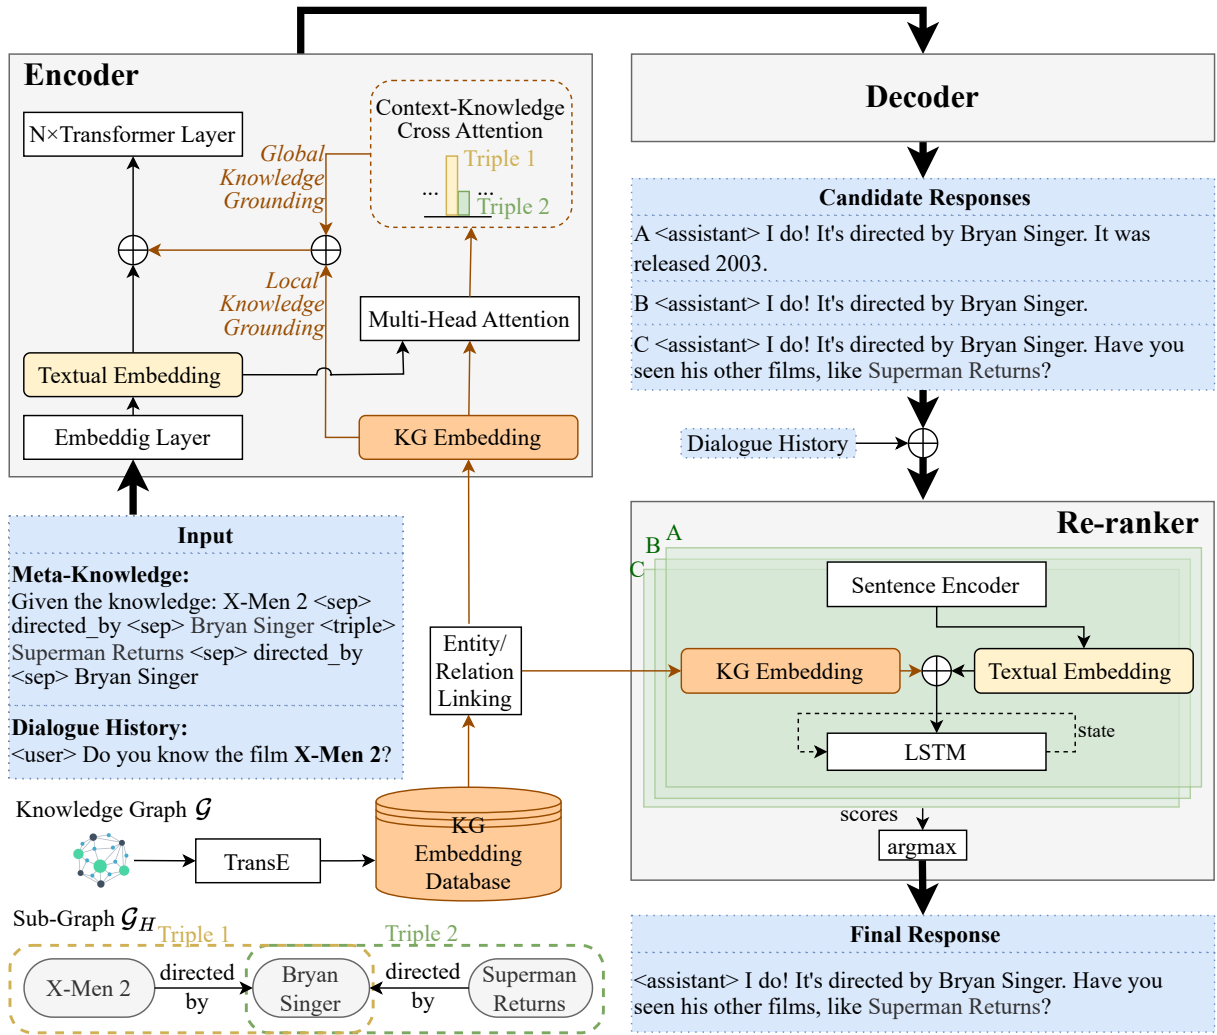 Encoder
N×Transformer Layer
Context-Knowledge
Cross Attention
Triple 1
... ...
Triple 2
Global
Knowledge
Grounding
Local
Knowledge
Grounding
Multi-Head Attention
Textual Embedding
Embeddig Layer
KG Embedding
Input
Meta-Knowledge:
Given the knowledge: X-Men 2 <sep>
directed_by <sep> Bryan Singer <triple>
Superman Returns <sep> directed_by
<sep> Bryan Singer
Dialogue History:
<user> Do you know the film X-Men 2?
Entity/
Relation
Linking
Knowledge Graph 𝒢
TransE
KG
Embedding
Database
Sub-Graph 𝒢H
Triple 1
Triple 2
X-Men 2
directed
by
Bryan
Singer
directed
by
Superman
Returns
Decoder
Candidate Responses
A <assistant> I do! It's directed by Bryan Singer. It was
released 2003.
B <assistant> I do! It's directed by Bryan Singer.
C <assistant> I do! It's directed by Bryan Singer. Have you
seen his other films, like Superman Returns?
Dialogue History
Re-ranker
A
B
C
Sentence Encoder
KG Embedding
Textual Embedding
LSTM
state
scores
argmax
Final Response
<assistant> I do! It's directed by Bryan Singer. Have you
seen his other films, like Superman Returns?